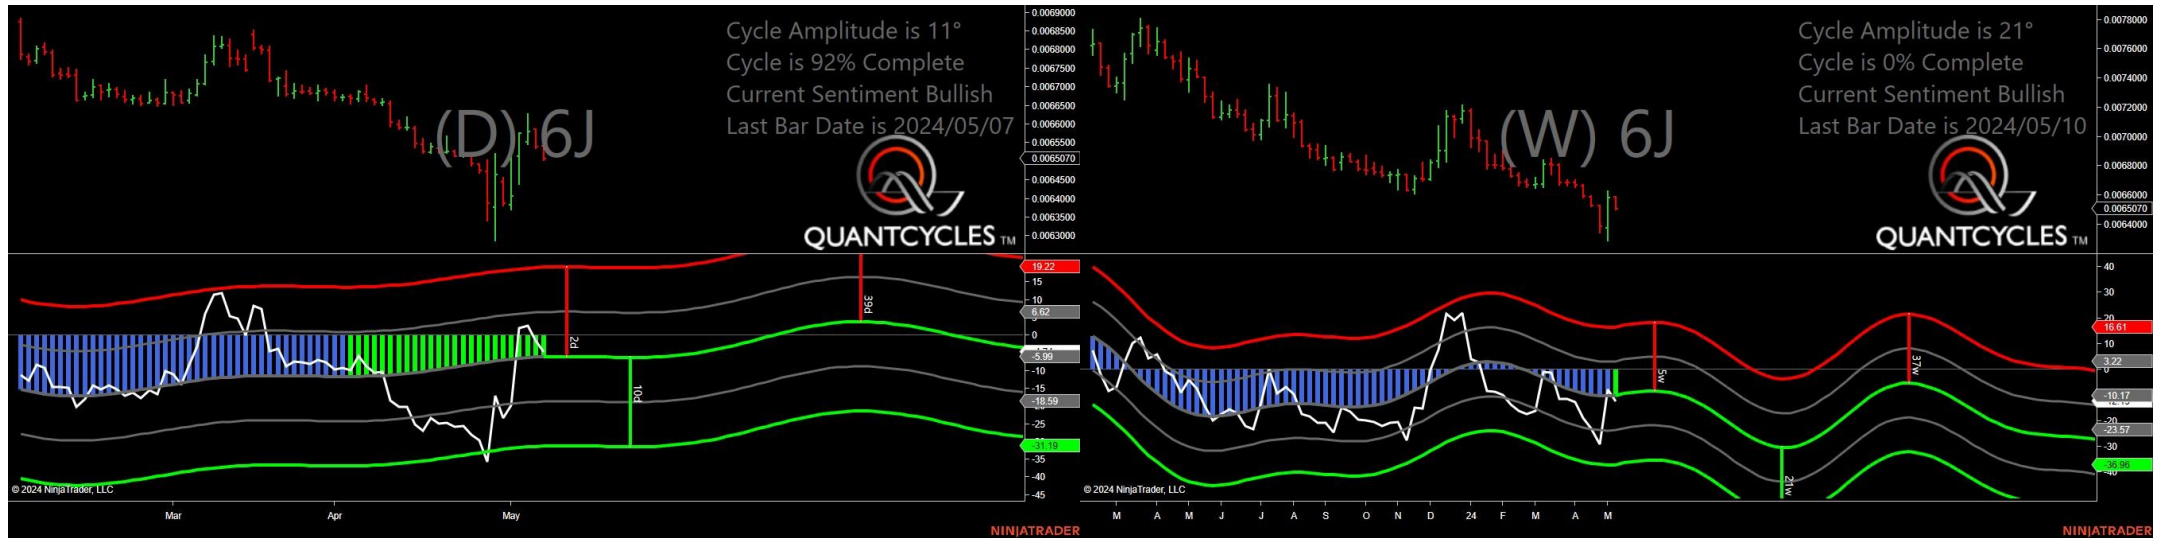 Cycle Amplitude is 11°
Cycle is 92% Complete
Current Sentiment Bullish
Last Bar Date is 2024/05/07
(D) 6J
QUANTCYCLES TM
0.0069000
0.0068500
0.0068000
0.0067500
0.0067000
0.0066500
0.0066000
0.0065500
0.0065070
0.0064500
0.0064000
0.0063500
0.0063000
19.22
15
10
6.62
0
-5.99
-10
-15
-18.59
-25
-31.19
-35
-40
-45
2d
10d
39d
© 2024 NinjaTrader, LLC
Mar
Apr
May
NINJATRADER
Cycle Amplitude is 21°
Cycle is 0% Complete
Current Sentiment Bullish
Last Bar Date is 2024/05/10
(W) 6J
QUANTCYCLES TM
0.0078000
0.0076000
0.0074000
0.0072000
0.0070000
0.0068000
0.0066000
0.0065070
0.0064000
40
30
20
16.61
10
3.22
0
-10.17
-20
-23.57
-30
-36.96
-40
5w
21w
37w
© 2024 NinjaTrader, LLC
M A M J J A S O N D 24 F M A M
NINJATRADER